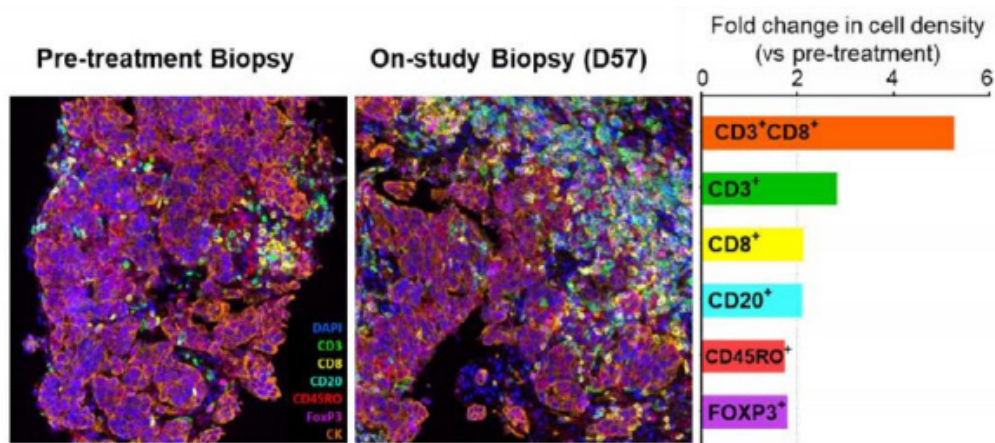 Pre-treatment Biopsy
On-study Biopsy (D57)
Fold change in cell density
(vs pre-treatment)
0 2 4 6
CD3⁺CD8⁺
CD3⁺
CD8⁺
CD20⁺
CD45RO⁺
FOXP3⁺
DAPI
CD3
CD8
CD20
CD45RO
FoxP3
CK